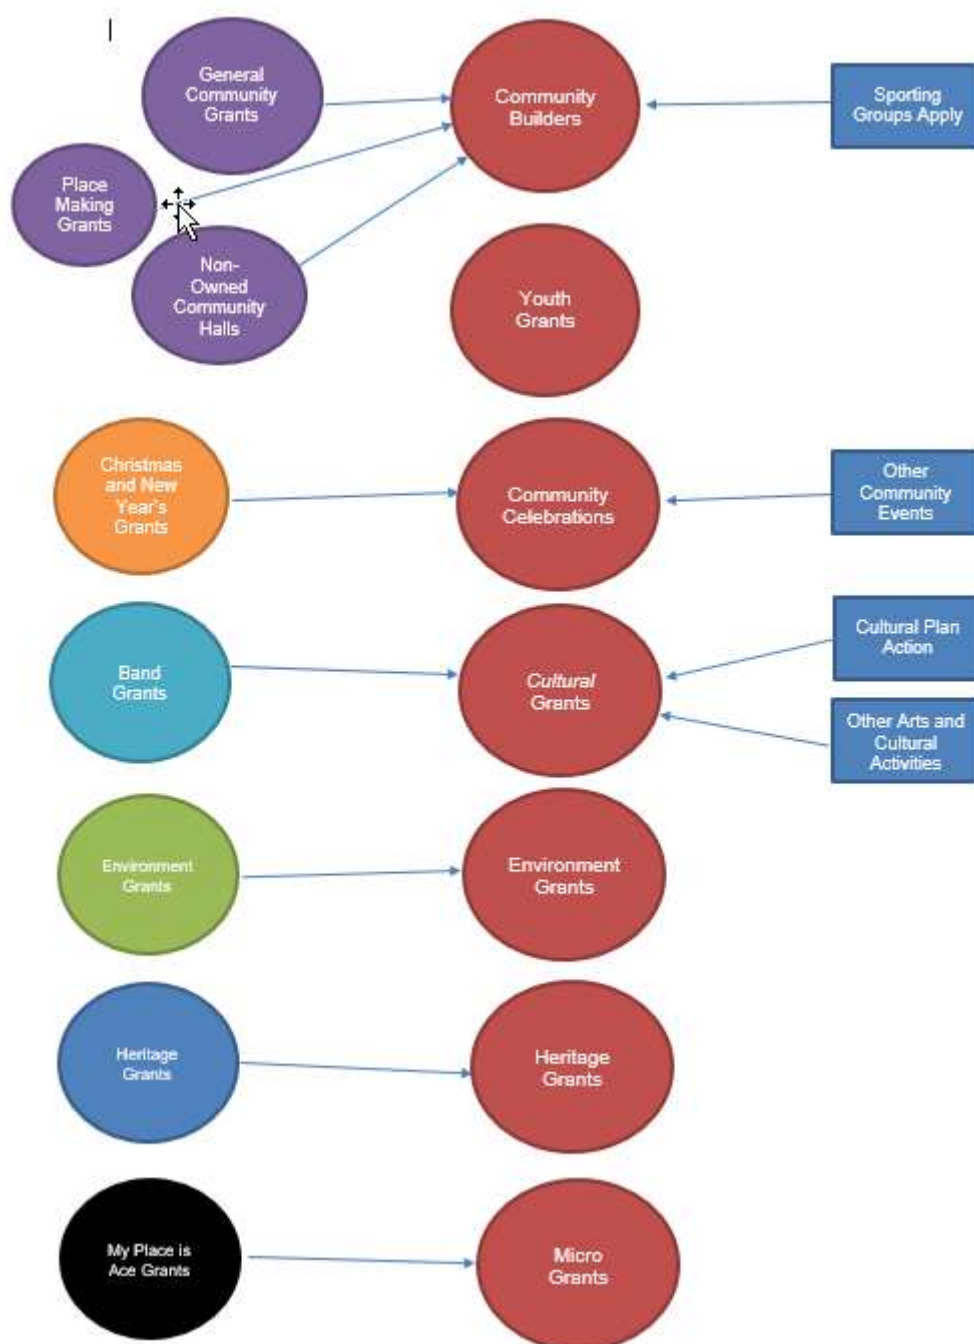 General
Community
Grants
Community
Builders
Sporting
Groups Apply
Place
Making
Grants
Non-
Owned
Community
Halls
Youth
Grants
Christmas
and New
Year's
Grants
Community
Celebrations
Other
Community
Events
Band
Grants
Cultural
Grants
Cultural Plan
Action
Other Arts and
Cultural
Activities
Environment
Grants
Environment
Grants
Heritage
Grants
Heritage
Grants
My Place is
Ace Grants
Micro
Grants